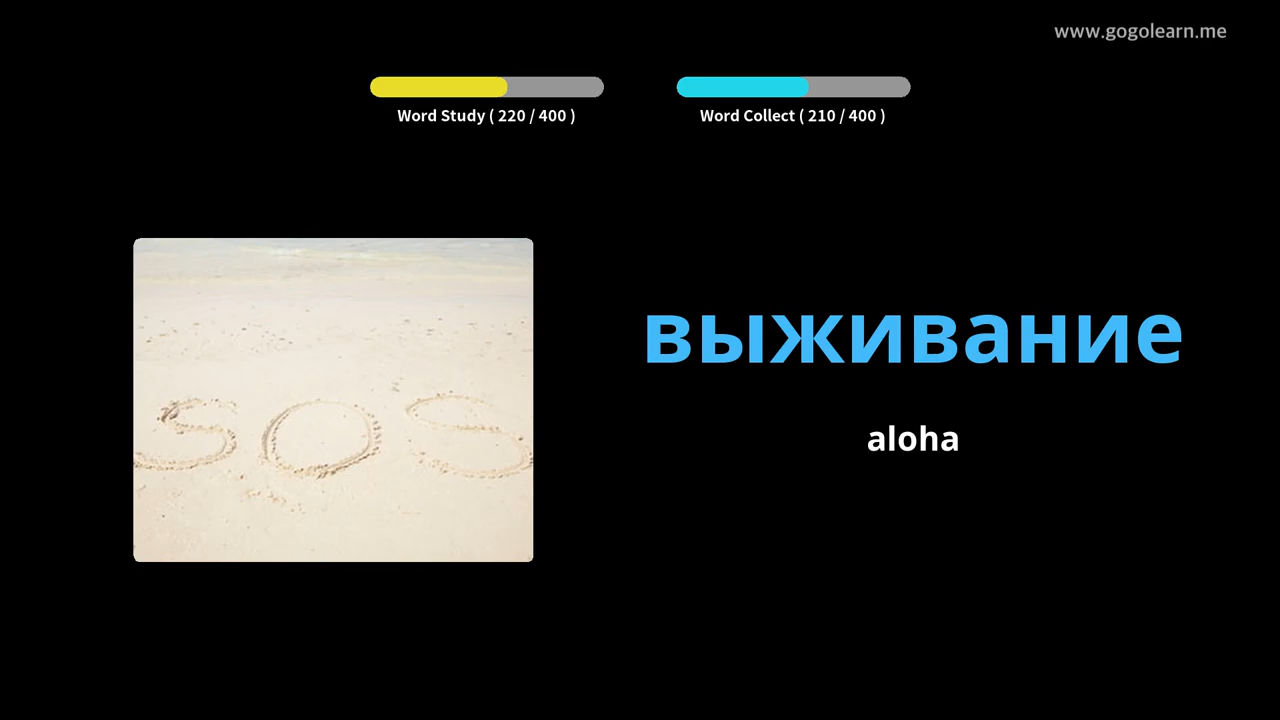 www.gogolearn.me
Word Study ( 220 / 400 )
Word Collect ( 210 / 400 )
SOS
выживание
aloha